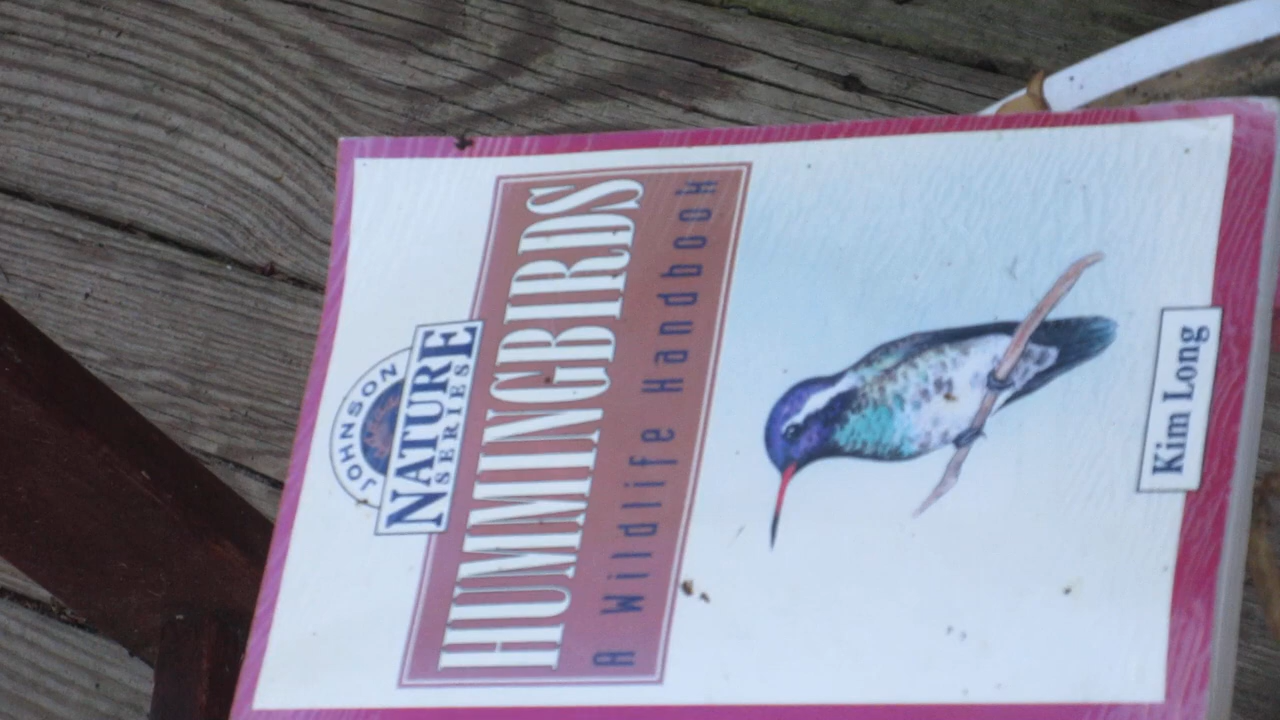 JOHNSON
NATURE
SERIES
HUMMINGBIRDS
A Wildlife Handbook
Kim Long